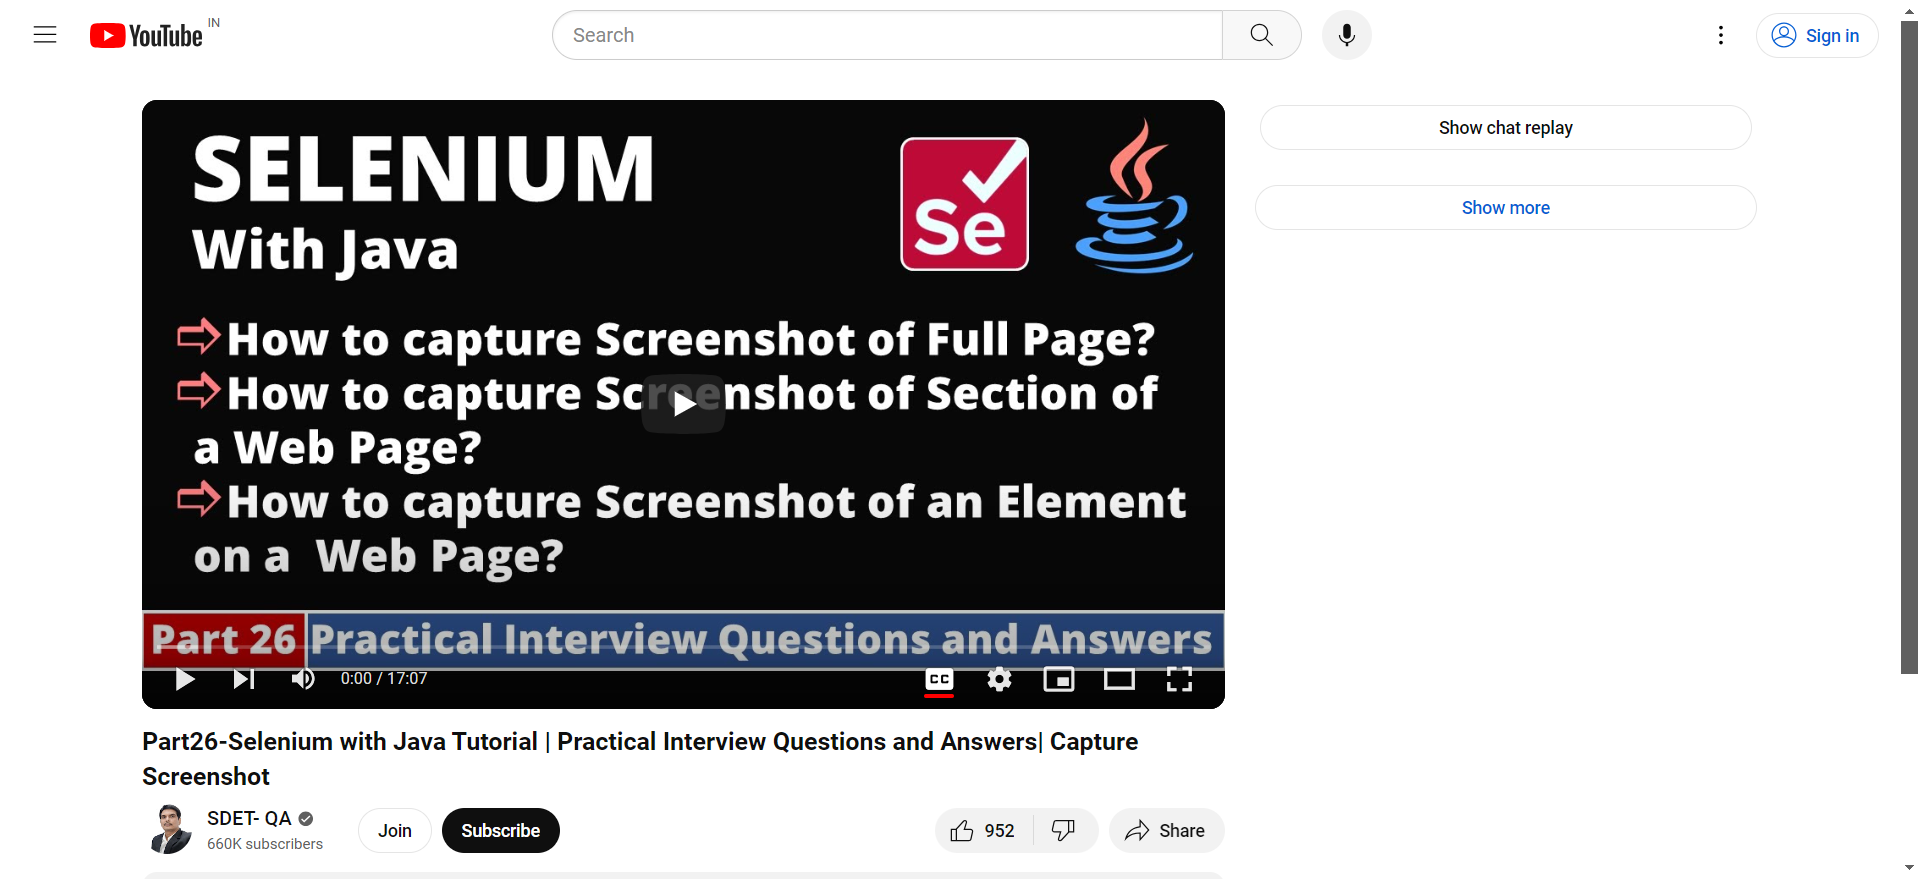 YouTube IN
Search
Sign in
SELENIUM
With Java
Se
⇨How to capture Screenshot of Full Page?
⇨How to capture Screenshot of Section of
a Web Page?
⇨How to capture Screenshot of an Element
on a Web Page?
Part 26 Practical Interview Questions and Answers
0:00 / 17:07
CC
Show chat replay
Show more
Part26-Selenium with Java Tutorial | Practical Interview Questions and Answers| Capture
Screenshot
SDET- QA
660K subscribers
Join
Subscribe
952
Share